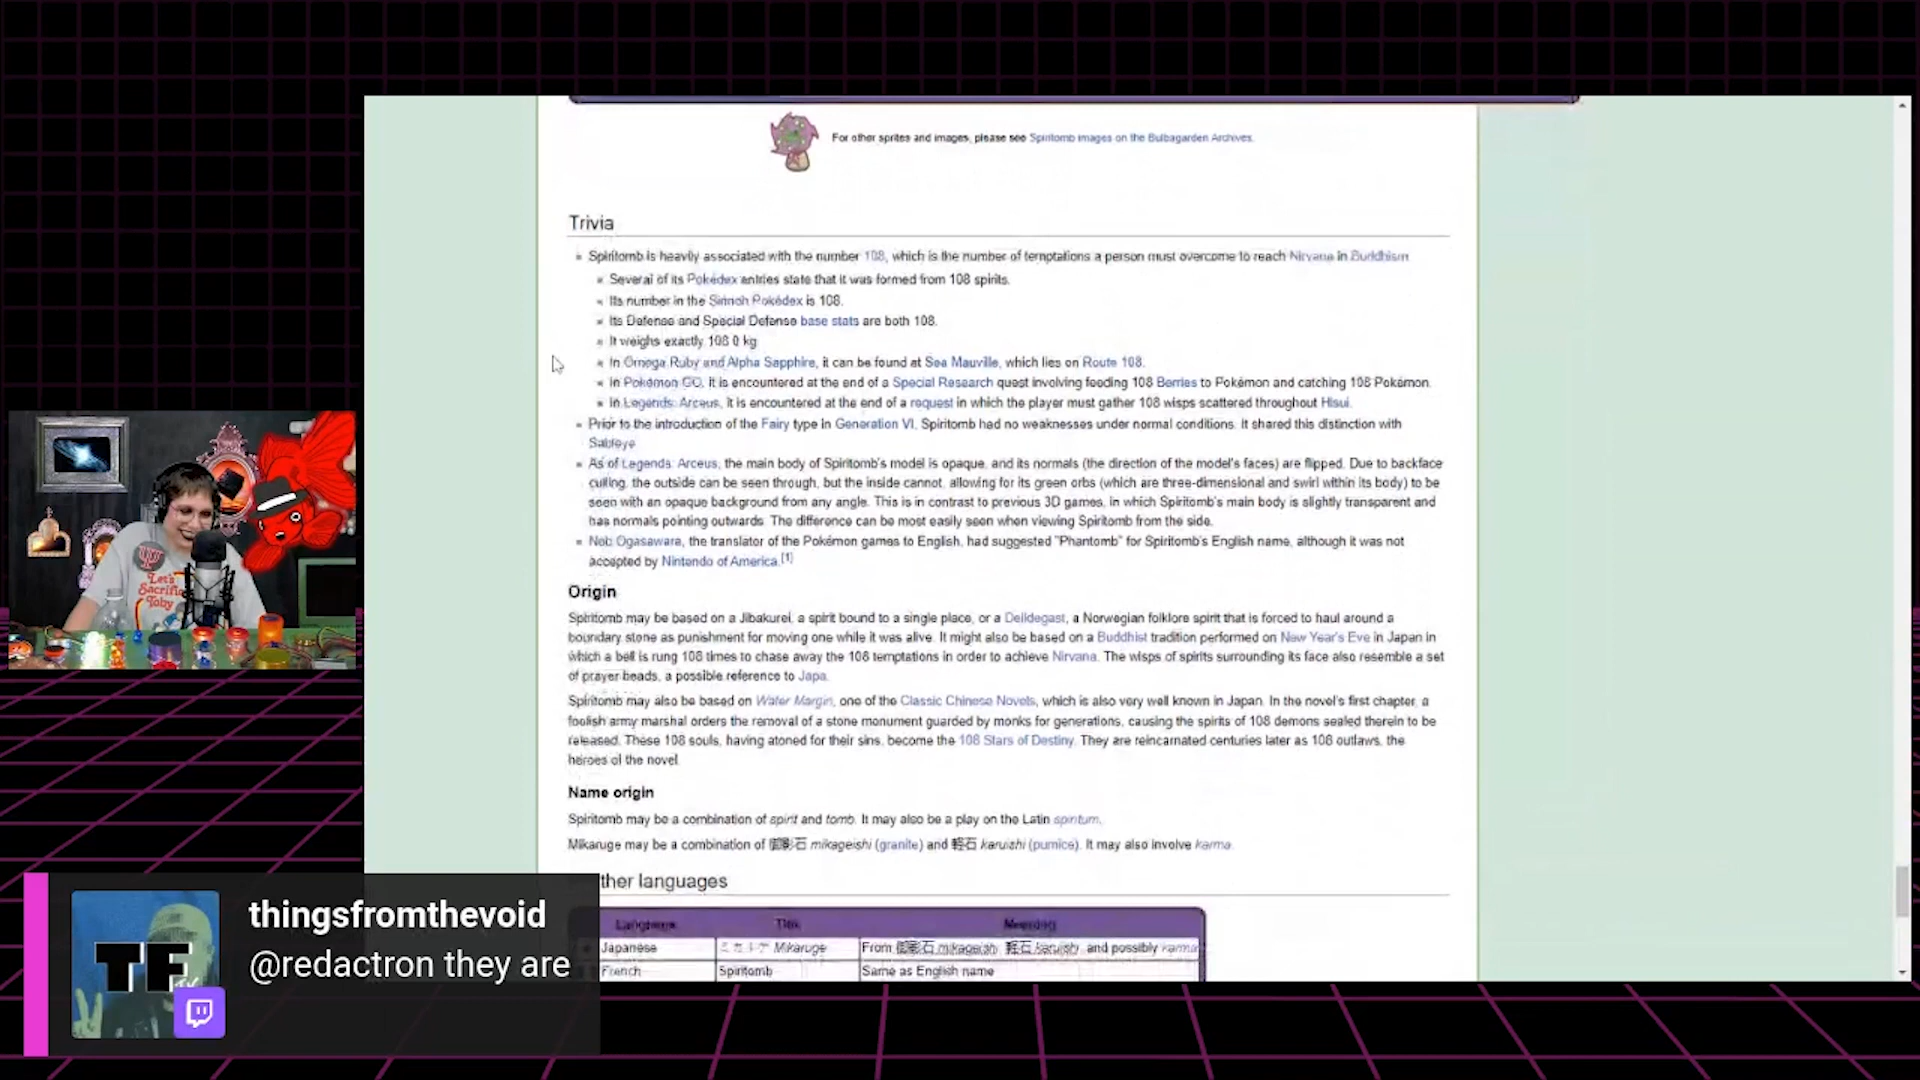 For other sprites and images, please see Spiritomb images on the Bulbagarden Archives.
Trivia
Spiritomb is heavily associated with the number 108, which is the number of temptations a person must overcome to reach Nirvana in Buddhism
Several of its Pokédex entries state that it was formed from 108 spirits.
Its number in the Sinnoh Pokédex is 108.
Its Defense and Special Defense base stats are both 108.
It weighs exactly 108.0 kg
In Omega Ruby and Alpha Sapphire, it can be found at Sea Mauville, which lies on Route 108.
In Pokémon GO, it is encountered at the end of a Special Research quest involving feeding 108 Berries to Pokémon and catching 108 Pokémon.
In Legends: Arceus, it is encountered at the end of a request in which the player must gather 108 wisps scattered throughout Hisui.
Prior to the introduction of the Fairy type in Generation VI, Spiritomb had no weaknesses under normal conditions. It shared this distinction with
Sableye
As of Legends: Arceus, the main body of Spiritomb's model is opaque, and its normals (the direction of the model's faces) are flipped. Due to backface
culling, the outside can be seen through, but the inside cannot, allowing for its green orbs (which are three-dimensional and swirl within its body) to be
seen with an opaque background from any angle. This is in contrast to previous 3D games, in which Spiritomb's main body is slightly transparent and
has normals pointing outwards. The difference can be most easily seen when viewing Spiritomb from the side.
Nob Ogasawara, the translator of the Pokémon games to English, had suggested "Phantomb" for Spiritomb's English name, although it was not
accepted by Nintendo of America.[1]
Origin
Spiritomb may be based on a Jibakurei, a spirit bound to a single place, or a Deildegast, a Norwegian folklore spirit that is forced to haul around a
boundary stone as punishment for moving one while it was alive. It might also be based on a Buddhist tradition performed on New Year's Eve in Japan in
which a bell is rung 108 times to chase away the 108 temptations in order to achieve Nirvana. The wisps of spirits surrounding its face also resemble a set
of prayer beads, a possible reference to Japa.
Spiritomb may also be based on Water Margin, one of the Classic Chinese Novels, which is also very well known in Japan. In the novel's first chapter, a
foolish army marshal orders the removal of a stone monument guarded by monks for generations, causing the spirits of 108 demons sealed therein to be
released. These 108 souls, having atoned for their sins, become the 108 Stars of Destiny. They are reincarnated centuries later as 108 outlaws, the
heroes of the novel.
Name origin
Spiritomb may be a combination of spirit and tomb. It may also be a play on the Latin spiritum.
Mikaruge may be a combination of 御影石 mikageishi (granite) and 軽石 karuishi (pumice). It may also involve karma.
ther languages
Language Title Meaning
Japanese ミカルゲ Mikaruge From 御影石 mikageishi, 軽石 karuishi, and possibly karma
French Spiritomb Same as English name
Let's
Sacrifice
Toby
TF
thingsfromthevoid
@redactron they are